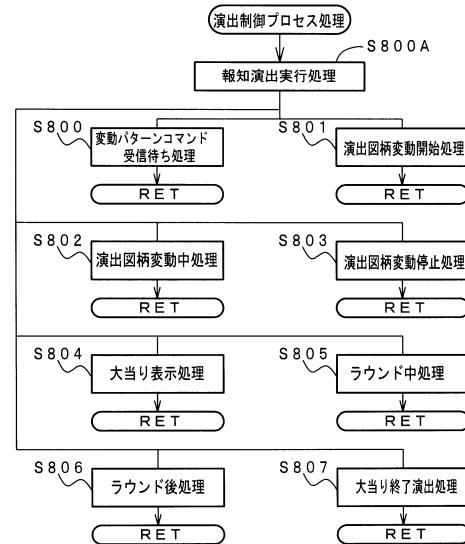 演出制御プロセス処理
S800A
報知演出実行処理
S800
変動パターンコマンド
受信待ち処理
RET
S801
演出図柄変動開始処理
RET
S802
演出図柄変動中処理
RET
S803
演出図柄変動停止処理
RET
S804
大当り表示処理
RET
S805
ラウンド中処理
RET
S806
ラウンド後処理
RET
S807
大当り終了演出処理
RET